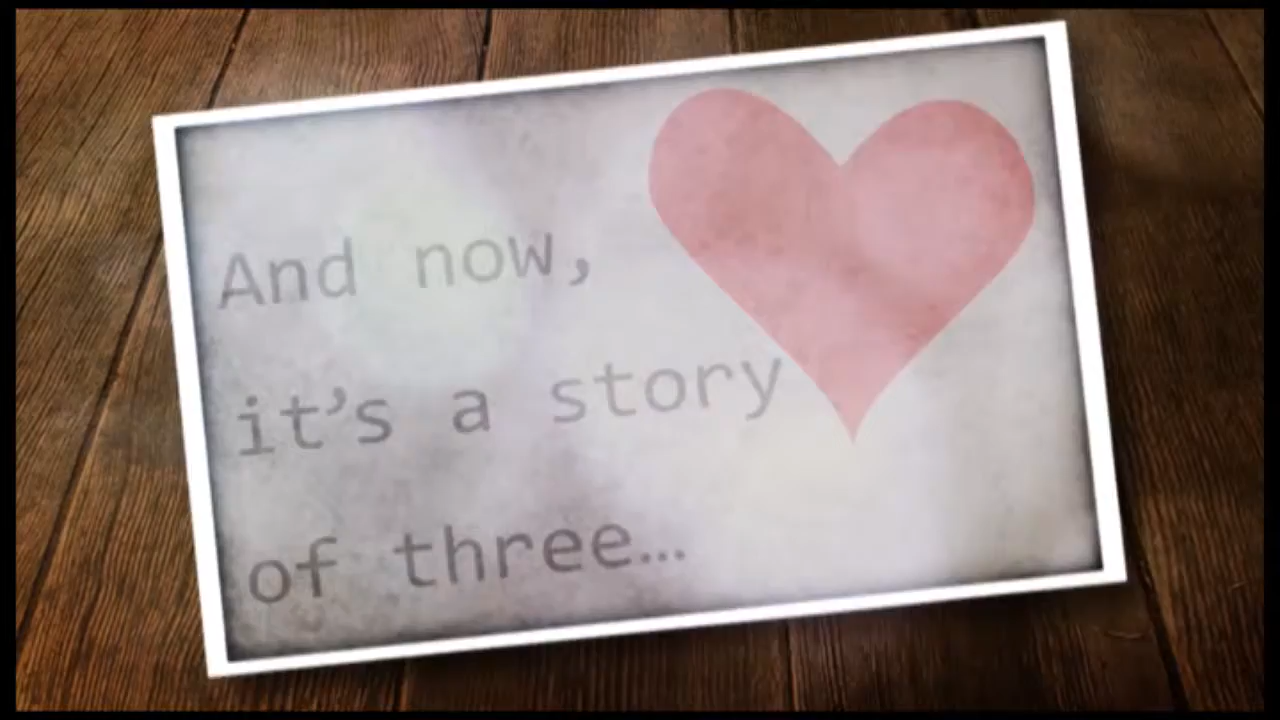 And now,
it’s a story
of three…